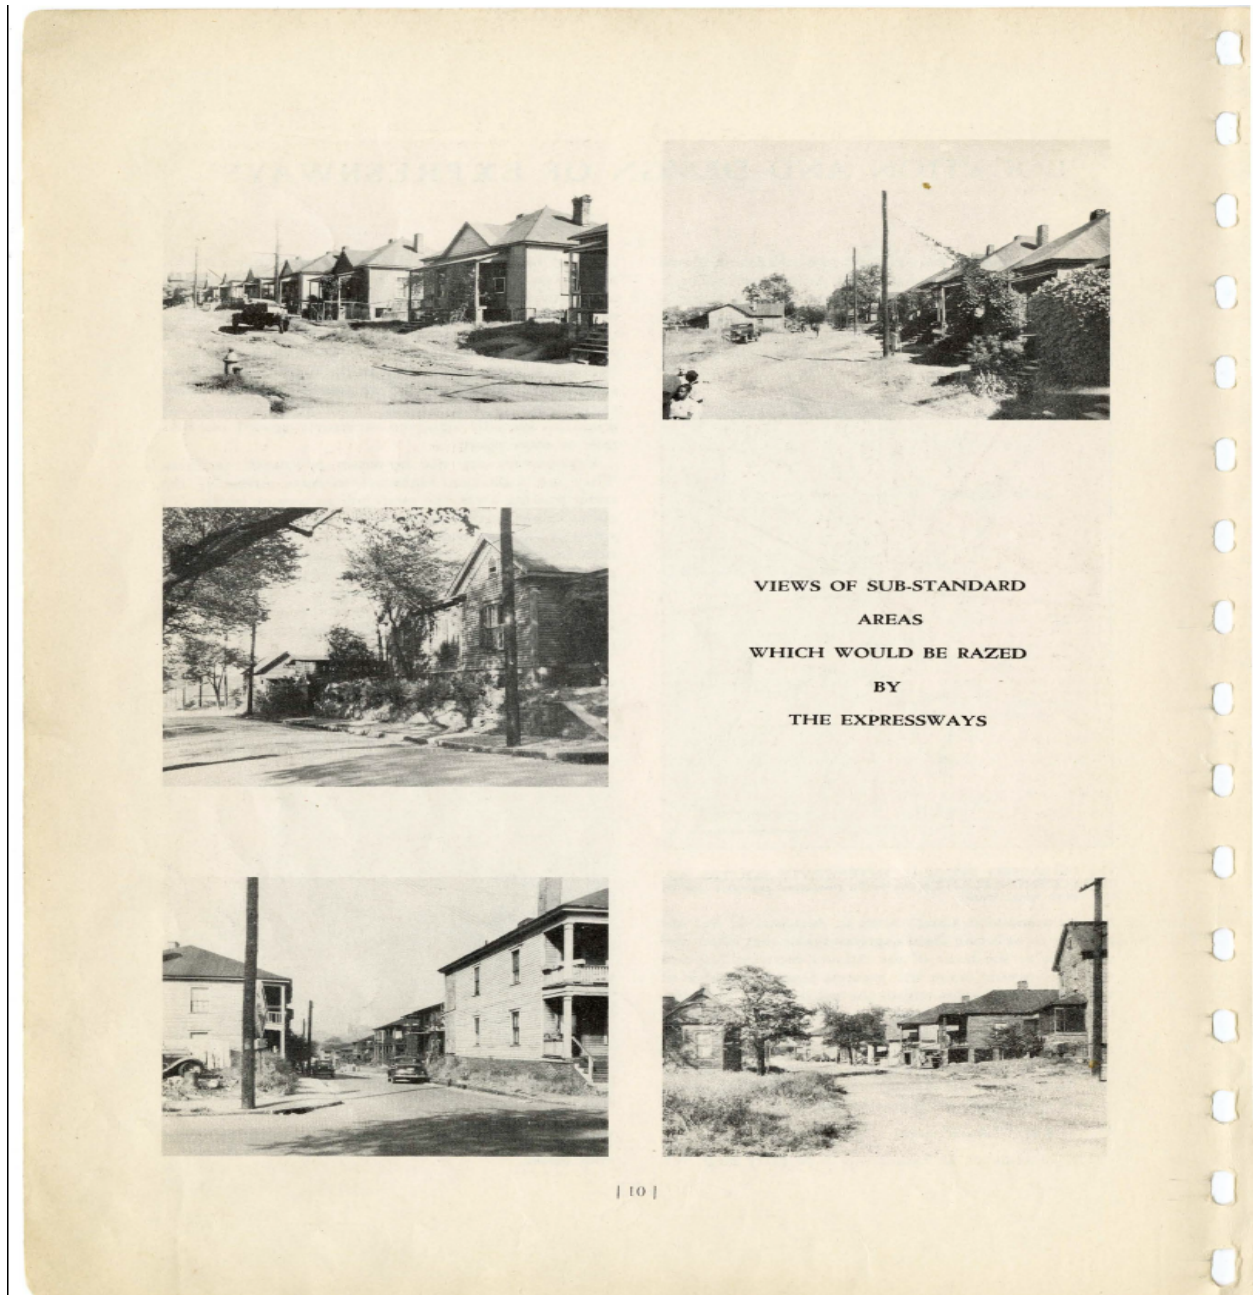 VIEWS OF SUB-STANDARD
AREAS
WHICH WOULD BE RAZED
BY
THE EXPRESSWAYS
| 10 |